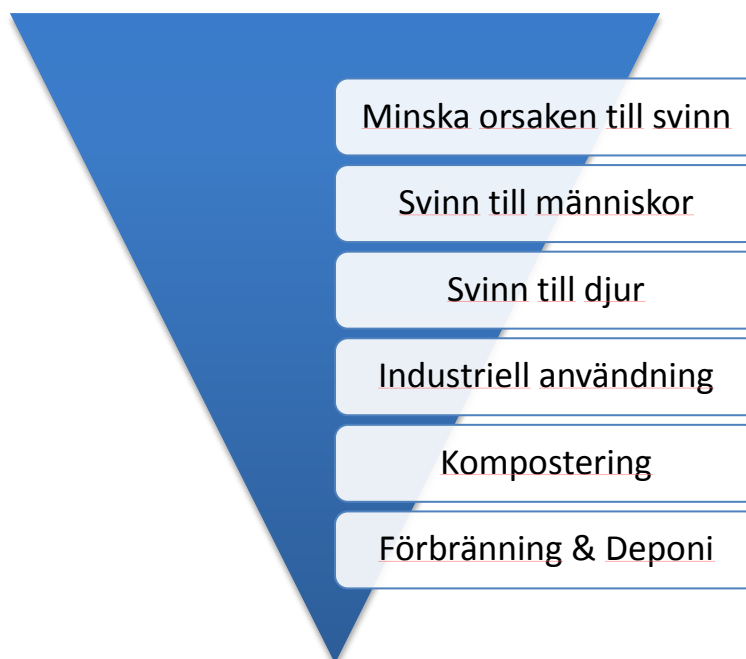 Minska orsaken till svinn
Svinn till människor
Svinn till djur
Industriell användning
Kompostering
Förbränning & Deponi